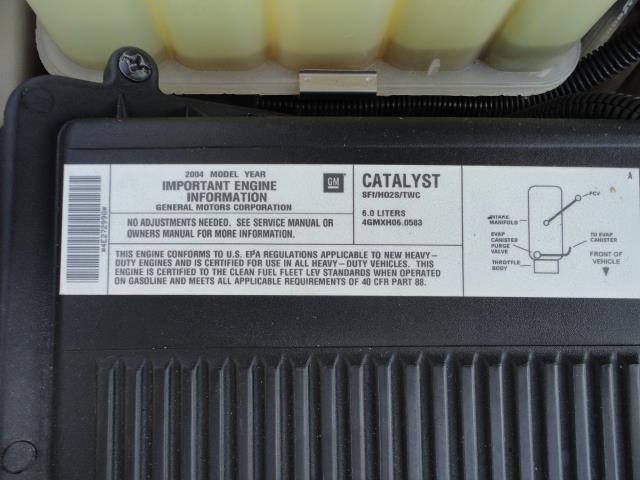 2004 MODEL YEAR
IMPORTANT ENGINE
INFORMATION
GENERAL MOTORS CORPORATION
GM
NO ADJUSTMENTS NEEDED. SEE SERVICE MANUAL OR
OWNERS MANUAL FOR MORE INFORMATION.
THIS ENGINE CONFORMS TO U.S. EPA REGULATIONS APPLICABLE TO NEW HEAVY-
DUTY ENGINES AND IS CERTIFIED FOR USE IN ALL HEAVY-DUTY VEHICLES. THIS
ENGINE IS CERTIFIED TO THE CLEAN FUEL FLEET LEV STANDARDS WHEN OPERATED
ON GASOLINE AND MEETS ALL APPLICABLE REQUIREMENTS OF 40 CFR PART 88.
*4E272990*
CATALYST
SFI/HO2S/TWC
6.0 LITERS
4GMXH06.0583
A
PCV
INTAKE
MANIFOLD
EVAP
CANISTER
PURGE
VALVE
THROTTLE
BODY
TO EVAP
CANISTER
FRONT OF
VEHICLE